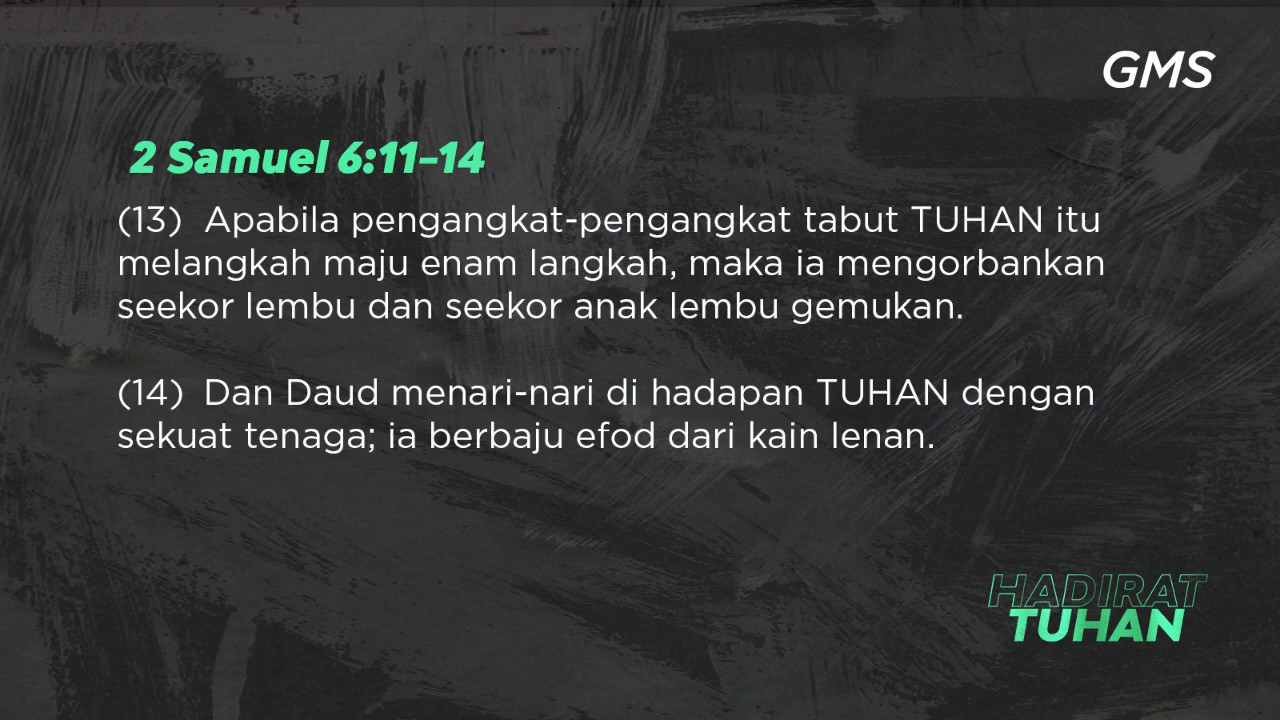 GMS
2 Samuel 6:11-14
(13) Apabila pengangkat-pengangkat tabut TUHAN itu
melangkah maju enam langkah, maka ia mengorbankan
seekor lembu dan seekor anak lembu gemukan.
(14) Dan Daud menari-nari di hadapan TUHAN dengan
sekuat tenaga; ia berbaju efod dari kain lenan.
HADIRAT
TUHAN